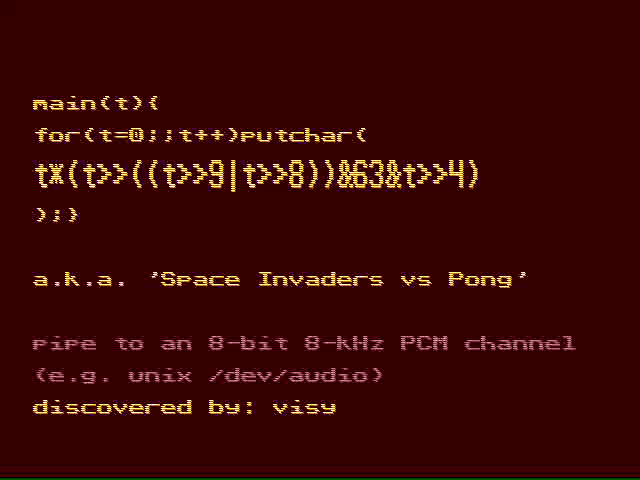 main(t){
for(t=0;;t++)putchar(
t*(t>>((t>>9|t>>8))&63&t>>4)
);}
a.k.a. 'Space Invaders vs Pong'
pipe to an 8-bit 8-kHz PCM channel
(e.g. unix /dev/audio)
discovered by: visy